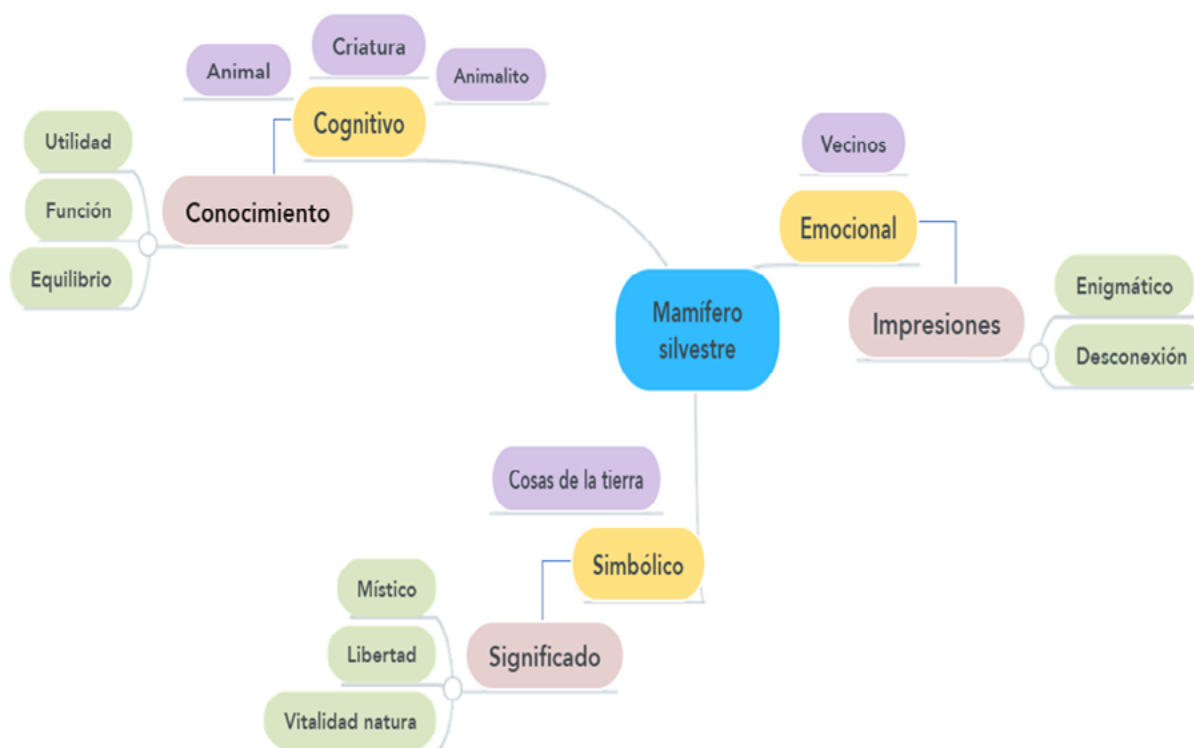 Criatura
Animal
Animalito
Cognitivo
Utilidad
Función
Equilibrio
Conocimiento
Vecinos
Emocional
Mamífero
silvestre
Impresiones
Enigmático
Desconexión
Cosas de la tierra
Simbólico
Místico
Libertad
Vitalidad natura
Significado